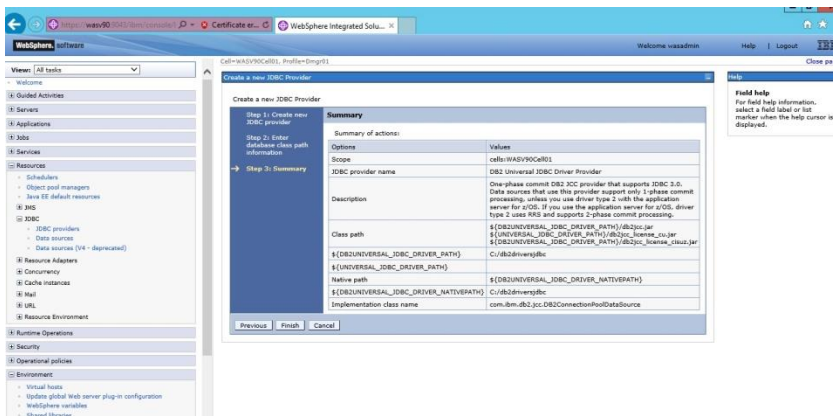 https://wasv90:9043/ibm/console/l
Certificate er...
WebSphere Integrated Solu...
WebSphere. software
Welcome wasadmin
Help | Logout
IBM
Cell=WASV90Cell01, Profile=Dmgr01
Close pa
View: All tasks
Welcome
Guided Activities
Servers
Applications
Jobs
Services
Resources
Schedulers
Object pool managers
Java EE default resources
JMS
JDBC
JDBC providers
Data sources
Data sources (V4 - deprecated)
Resource Adapters
Concurrency
Cache instances
Mail
URL
Resource Environment
Runtime Operations
Security
Operational policies
Environment
Virtual hosts
Update global Web server plug-in configuration
WebSphere variables
Shared libraries
Create a new JDBC Provider
Create a new JDBC Provider
Step 1: Create new
JDBC provider
Step 2: Enter
database class path
information
Step 3: Summary
Summary
Summary of actions:
Options Values
Scope cells:WASV90Cell01
JDBC provider name DB2 Universal JDBC Driver Provider
Description One-phase commit DB2 JCC provider that supports JDBC 3.0.
Data sources that use this provider support only 1-phase commit
processing, unless you use driver type 2 with the application
server for z/OS. If you use the application server for z/OS, driver
type 2 uses RRS and supports 2-phase commit processing.
Class path ${DB2UNIVERSAL_JDBC_DRIVER_PATH}/db2jcc.jar
${UNIVERSAL_JDBC_DRIVER_PATH}/db2jcc_license_cu.jar
${DB2UNIVERSAL_JDBC_DRIVER_PATH}/db2jcc_license_cisuz.jar
${DB2UNIVERSAL_JDBC_DRIVER_PATH} C:/db2driversjdbc
${UNIVERSAL_JDBC_DRIVER_PATH}
Native path ${DB2UNIVERSAL_JDBC_DRIVER_NATIVEPATH}
${DB2UNIVERSAL_JDBC_DRIVER_NATIVEPATH} C:/db2driversjdbc
Implementation class name com.ibm.db2.jcc.DB2ConnectionPoolDataSource
Previous Finish Cancel
Help
Field help
For field help information,
select a field label or list
marker when the help cursor is
displayed.